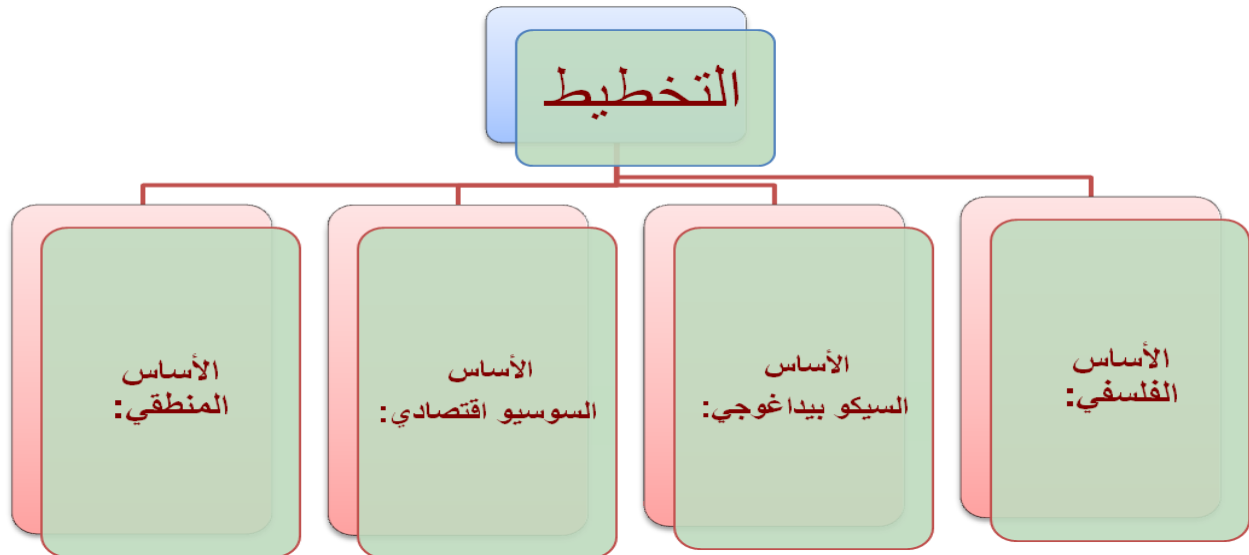 التخطيط
الأساس
الفلسفي:
الأساس
السيكو بيداغوجي:
الأساس
السوسيو اقتصادي:
الأساس
المنطقي: